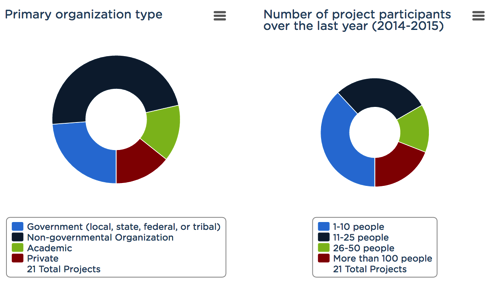 Primary organization type
Number of project participants
over the last year (2014-2015)
Government (local, state, federal, or tribal)
Non-governmental Organization
Academic
Private
21 Total Projects
1-10 people
11-25 people
26-50 people
More than 100 people
21 Total Projects